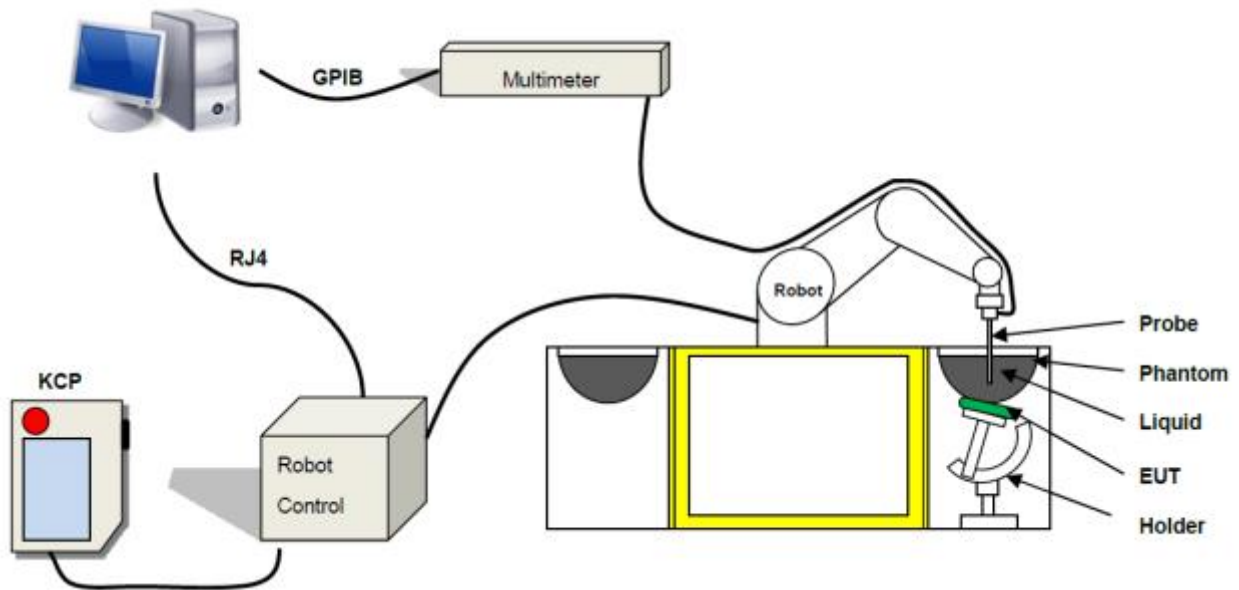 GPIB
Multimeter
RJ4
Robot
KCP
Robot
Control
Probe
Phantom
Liquid
EUT
Holder